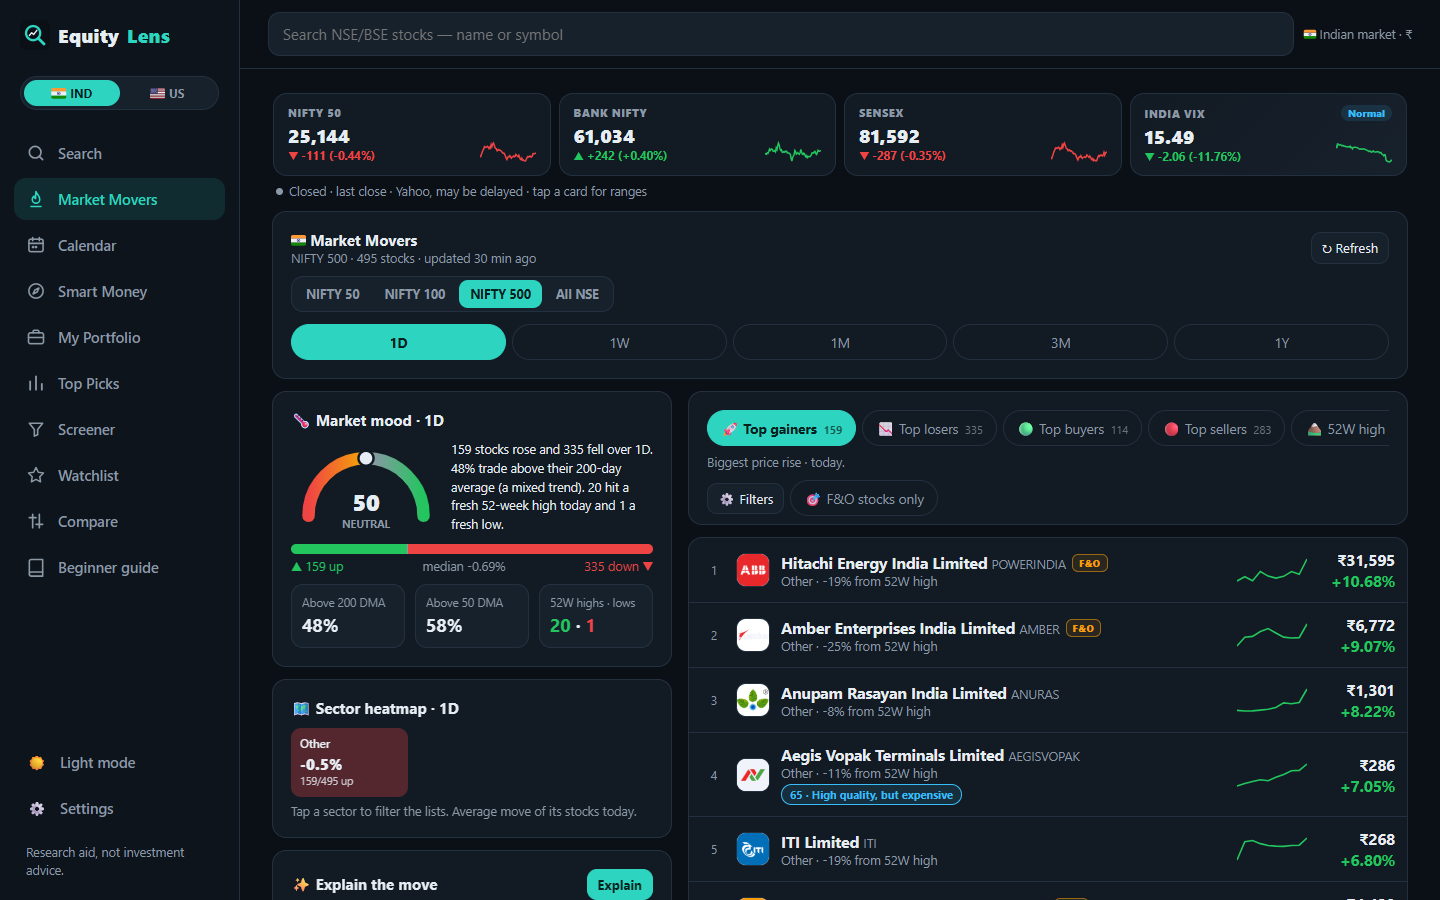 Equity Lens
IND
US
Search
Market Movers
Calendar
Smart Money
My Portfolio
Top Picks
Screener
Watchlist
Compare
Beginner guide
Light mode
Settings
Research aid, not investment
advice.
Search NSE/BSE stocks — name or symbol
Indian market · ₹
NIFTY 50
25,144
▼ -111 (-0.44%)
BANK NIFTY
61,034
▲ +242 (+0.40%)
SENSEX
81,592
▼ -287 (-0.35%)
INDIA VIX
Normal
15.49
▼ -2.06 (-11.76%)
Closed · last close · Yahoo, may be delayed · tap a card for ranges
Market Movers
NIFTY 500 · 495 stocks · updated 30 min ago
↻ Refresh
NIFTY 50 NIFTY 100 NIFTY 500 All NSE
1D 1W 1M 3M 1Y
Market mood · 1D
50
NEUTRAL
159 stocks rose and 335 fell over 1D.
48% trade above their 200-day
average (a mixed trend). 20 hit a
fresh 52-week high today and 1 a
fresh low.
▲ 159 up median -0.69% 335 down ▼
Above 200 DMA
48%
Above 50 DMA
58%
52W highs · lows
20 · 1
Sector heatmap · 1D
Other
-0.5%
159/495 up
Tap a sector to filter the lists. Average move of its stocks today.
Explain the move
Explain
Top gainers 159
Top losers 335
Top buyers 114
Top sellers 283
52W high
Biggest price rise · today.
Filters
F&O stocks only
1
ABB
Hitachi Energy India Limited POWERINDIA F&O
Other · -19% from 52W high
₹31,595
+10.68%
2
Amber Enterprises India Limited AMBER F&O
Other · -25% from 52W high
₹6,772
+9.07%
3
Anupam Rasayan India Limited ANURAS
Other · -8% from 52W high
₹1,301
+8.22%
4
Aegis Vopak Terminals Limited AEGISVOPAK
Other · -11% from 52W high
65 · High quality, but expensive
₹286
+7.05%
5
ITI
ITI Limited ITI
Other · -19% from 52W high
₹268
+6.80%